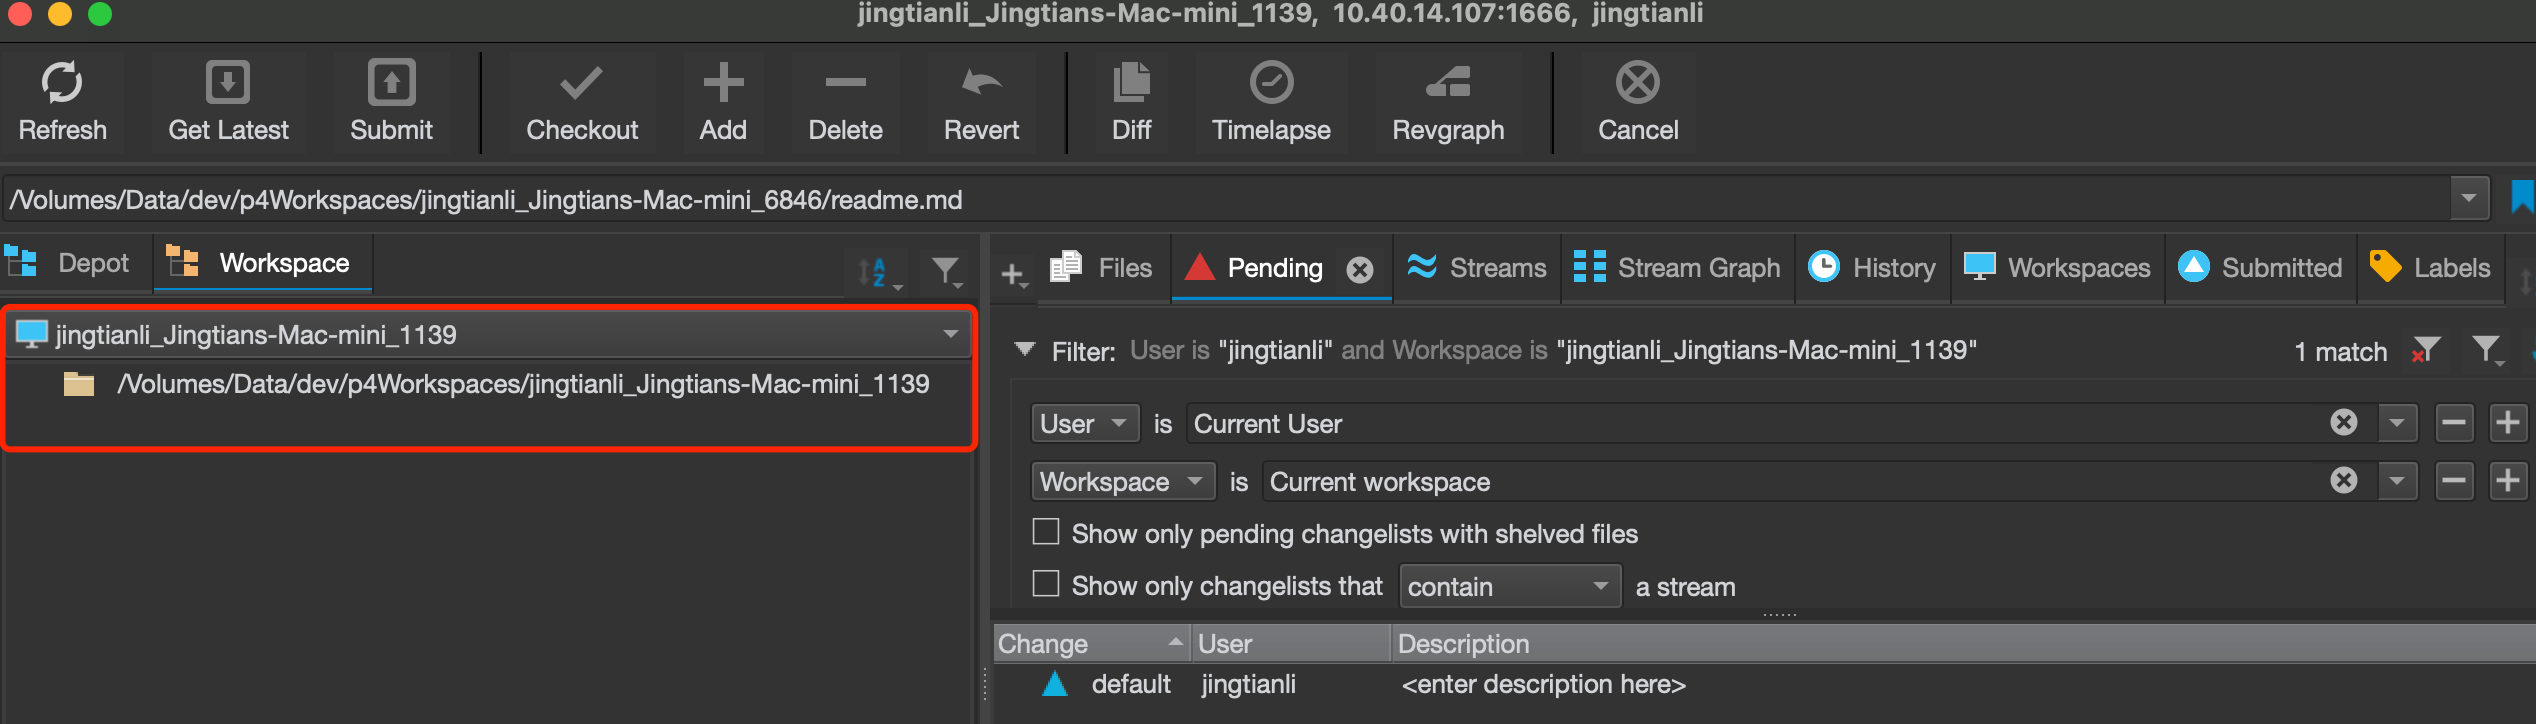 jingtianli_Jingtians-Mac-mini_1139, 10.40.14.107:1666, jingtianli
Refresh Get Latest Submit Checkout Add Delete Revert Diff Timelapse Revgraph Cancel
/Volumes/Data/dev/p4Workspaces/jingtianli_Jingtians-Mac-mini_6846/readme.md
Depot Workspace A Z
Files Pending Streams Stream Graph History Workspaces Submitted Labels
jingtianli_Jingtians-Mac-mini_1139
/Volumes/Data/dev/p4Workspaces/jingtianli_Jingtians-Mac-mini_1139
Filter: User is "jingtianli" and Workspace is "jingtianli_Jingtians-Mac-mini_1139" 1 match
User is Current User
Workspace is Current workspace
Show only pending changelists with shelved files
Show only changelists that contain a stream
Change User Description
default jingtianli <enter description here>